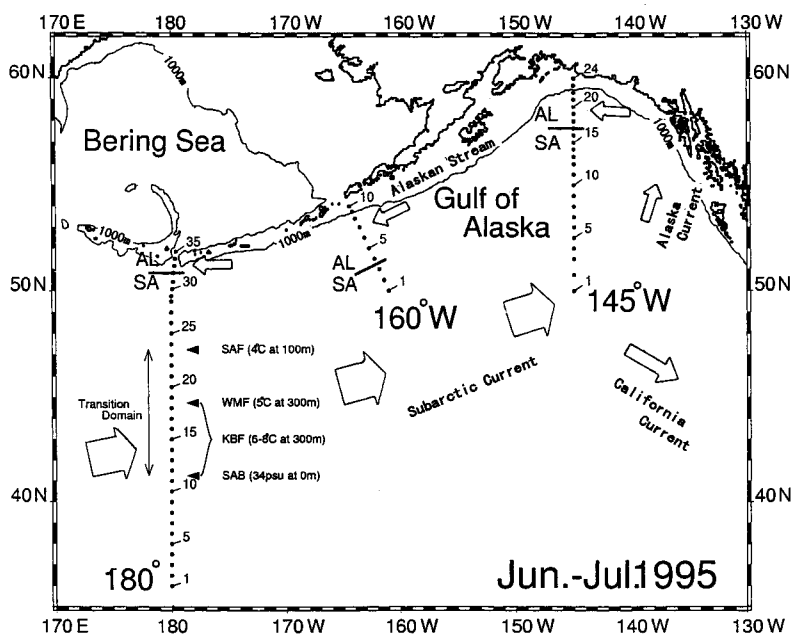 170 E 180 170 W 160 W 150 W 140 W 130 W
60N
1000m
24
20
Bering Sea
AL
SA
15
1000m
Alaskan Stream
10
10
Gulf of
Alaska
Alaska
Current
1000m
1000m
35
AL
SA
30
1000m
5
AL
SA
1
5
1
50N
160°W
145°W
25
SAF (4°C at 100m)
20
Transition
Domain
WMF (5°C at 300m)
Subarctic Current
California
Current
15
KBF (6-8°C at 300m)
SAB (34psu at 0m)
10
40N
5
180°
1
Jun.-Jul.1995
170 E 180 170 W 160 W 150 W 140 W 130 W
60N
50N
40N